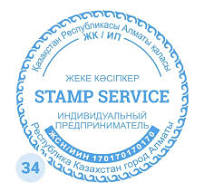 Қазақстан Республикасы Алматы қаласы
ЖК / ИП
ЖЕКЕ КӘСІПКЕР
STAMP SERVICE
ИНДИВИДУАЛЬНЫЙ
ПРЕДПРИНИМАТЕЛЬ
ЖСН/ИИН 170170170170
Республика Казахстан город Алматы
34